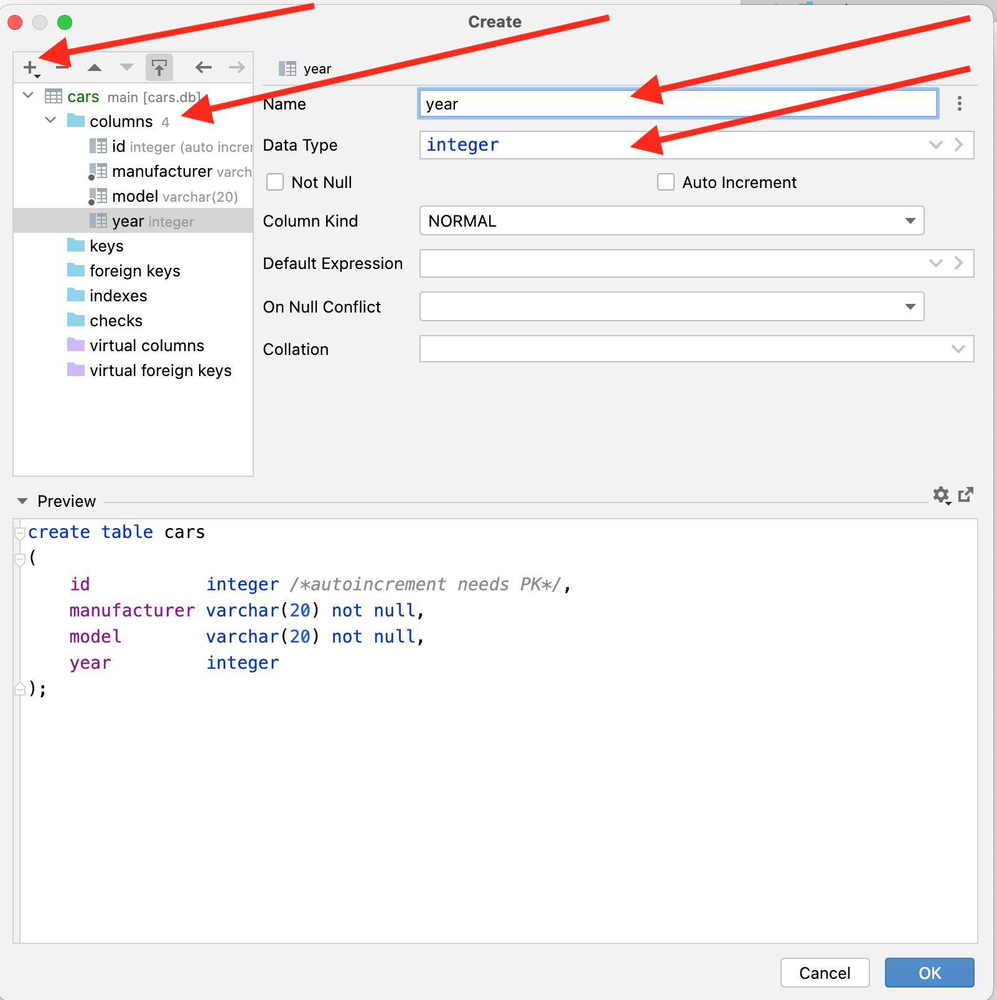 Create
cars main [cars.db]
columns 4
id integer (auto incre
manufacturer varch
model varchar(20)
year integer
keys
foreign keys
indexes
checks
virtual columns
virtual foreign keys
year
Name year
Data Type integer
Not Null Auto Increment
Column Kind NORMAL
Default Expression
On Null Conflict
Collation
Preview
create table cars
(
id integer /*autoincrement needs PK*/,
manufacturer varchar(20) not null,
model varchar(20) not null,
year integer
);
Cancel OK